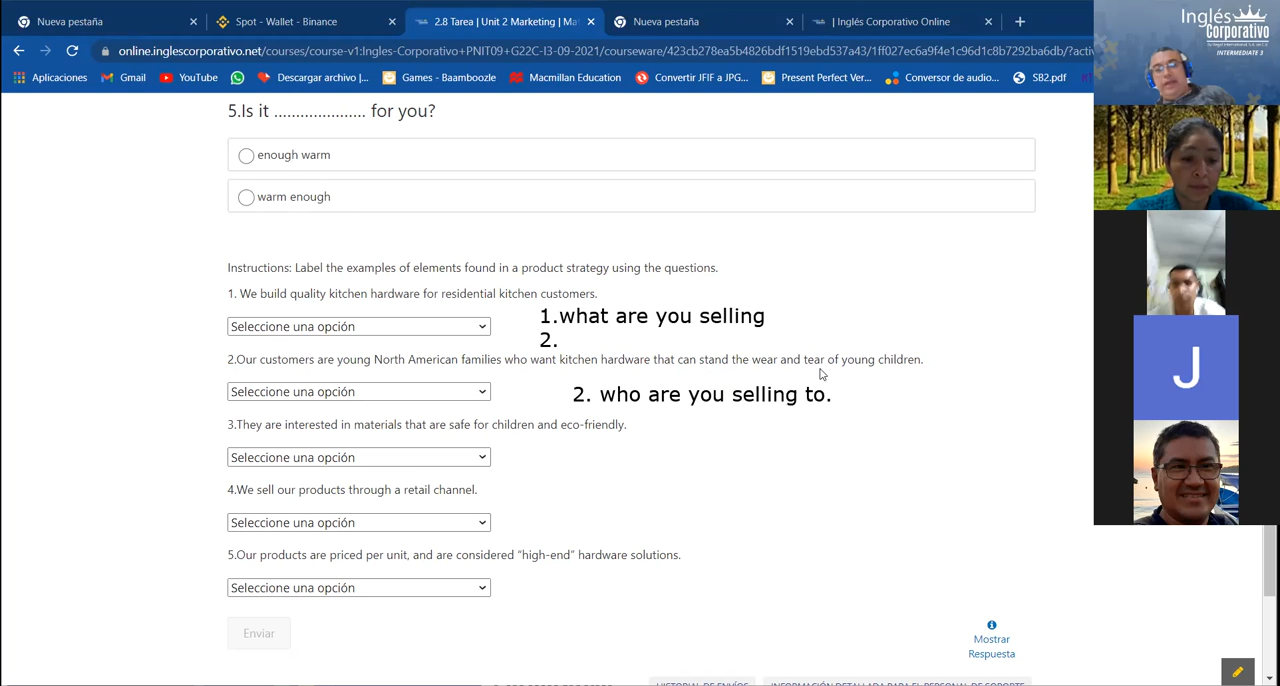 Nueva pestaña
Spot - Wallet - Binance
2.8 Tarea | Unit 2 Marketing | Ma
Nueva pestaña
| Inglés Corporativo Online
online.inglescorporativo.net/courses/course-v1:Ingles-Corporativo+PNIT09+G22C-I3-09-2021/courseware/423cb278ea5b4826bdf1519ebd537a43/1ff027ec6a9f4e1c96d1c8b7292ba6db/?acti
Aplicaciones
Gmail
YouTube
Descargar archivo |...
Games - Baamboozle
Macmillan Education
Convertir JFIF a JPG...
Present Perfect Ver...
Conversor de audio...
SB2.pdf
Inglés
Corporativo
INTERMEDIATE 3
5.Is it ..................... for you?
enough warm
warm enough
Instructions: Label the examples of elements found in a product strategy using the questions.
1. We build quality kitchen hardware for residential kitchen customers.
1.what are you selling
Seleccione una opción
2.
2.Our customers are young North American families who want kitchen hardware that can stand the wear and tear of young children.
Seleccione una opción
2. who are you selling to.
3.They are interested in materials that are safe for children and eco-friendly.
Seleccione una opción
4.We sell our products through a retail channel.
Seleccione una opción
5.Our products are priced per unit, and are considered “high-end” hardware solutions.
Seleccione una opción
Enviar
Mostrar
Respuesta
J